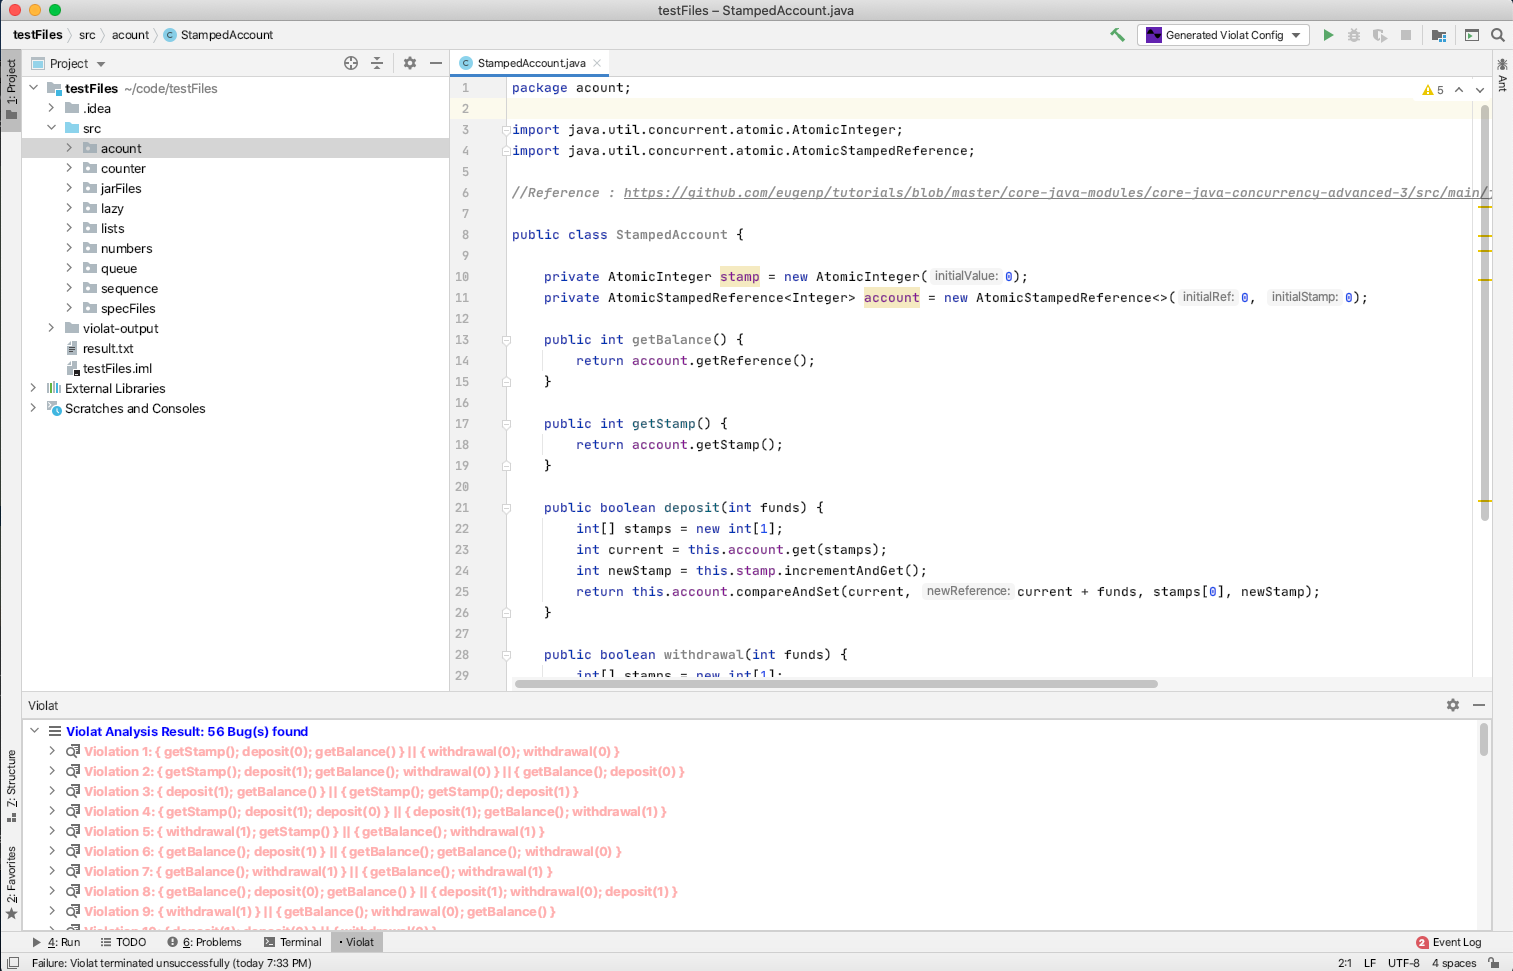 testFiles – StampedAccount.java
testFiles src acount StampedAccount
Generated Violat Config
1: Project
Project
StampedAccount.java
Ant
testFiles ~/code/testFiles
.idea
src
acount
counter
jarFiles
lazy
lists
numbers
queue
sequence
specFiles
violat-output
result.txt
testFiles.iml
External Libraries
Scratches and Consoles
5
1 package acount;
2
3 import java.util.concurrent.atomic.AtomicInteger;
4 import java.util.concurrent.atomic.AtomicStampedReference;
5
6 //Reference : https://github.com/eugenp/tutorials/blob/master/core-java-modules/core-java-concurrency-advanced-3/src/main/
7
8 public class StampedAccount {
9
10 private AtomicInteger stamp = new AtomicInteger( initialValue: 0);
11 private AtomicStampedReference<Integer> account = new AtomicStampedReference<>( initialRef: 0, initialStamp: 0);
12
13 public int getBalance() {
14 return account.getReference();
15 }
16
17 public int getStamp() {
18 return account.getStamp();
19 }
20
21 public boolean deposit(int funds) {
22 int[] stamps = new int[1];
23 int current = this.account.get(stamps);
24 int newStamp = this.stamp.incrementAndGet();
25 return this.account.compareAndSet(current, newReference: current + funds, stamps[0], newStamp);
26 }
27
28 public boolean withdrawal(int funds) {
29 int[] stamps = new int[1];
Violat
Violat Analysis Result: 56 Bug(s) found
Violation 1: { getStamp(); deposit(0); getBalance() } || { withdrawal(0); withdrawal(0) }
Violation 2: { getStamp(); deposit(1); getBalance(); withdrawal(0) } || { getBalance(); deposit(0) }
Violation 3: { deposit(1); getBalance() } || { getStamp(); getStamp(); deposit(1) }
Violation 4: { getStamp(); deposit(1); deposit(0) } || { deposit(1); getBalance(); withdrawal(1) }
Violation 5: { withdrawal(1); getStamp() } || { getBalance(); withdrawal(1) }
Violation 6: { getBalance(); deposit(1) } || { getBalance(); getBalance(); withdrawal(0) }
Violation 7: { getBalance(); withdrawal(1) } || { getBalance(); withdrawal(1) }
Violation 8: { getBalance(); deposit(0); getBalance() } || { deposit(1); withdrawal(0); deposit(1) }
Violation 9: { withdrawal(1) } || { getBalance(); withdrawal(0); getBalance() }
Violation 10: { deposit(1); deposit(0) } || { withdrawal(0) }
7: Structure
2: Favorites
4: Run TODO 6: Problems Terminal Violat
2 Event Log
Failure: Violat terminated unsuccessfully (today 7:33 PM)
2:1 LF UTF-8 4 spaces